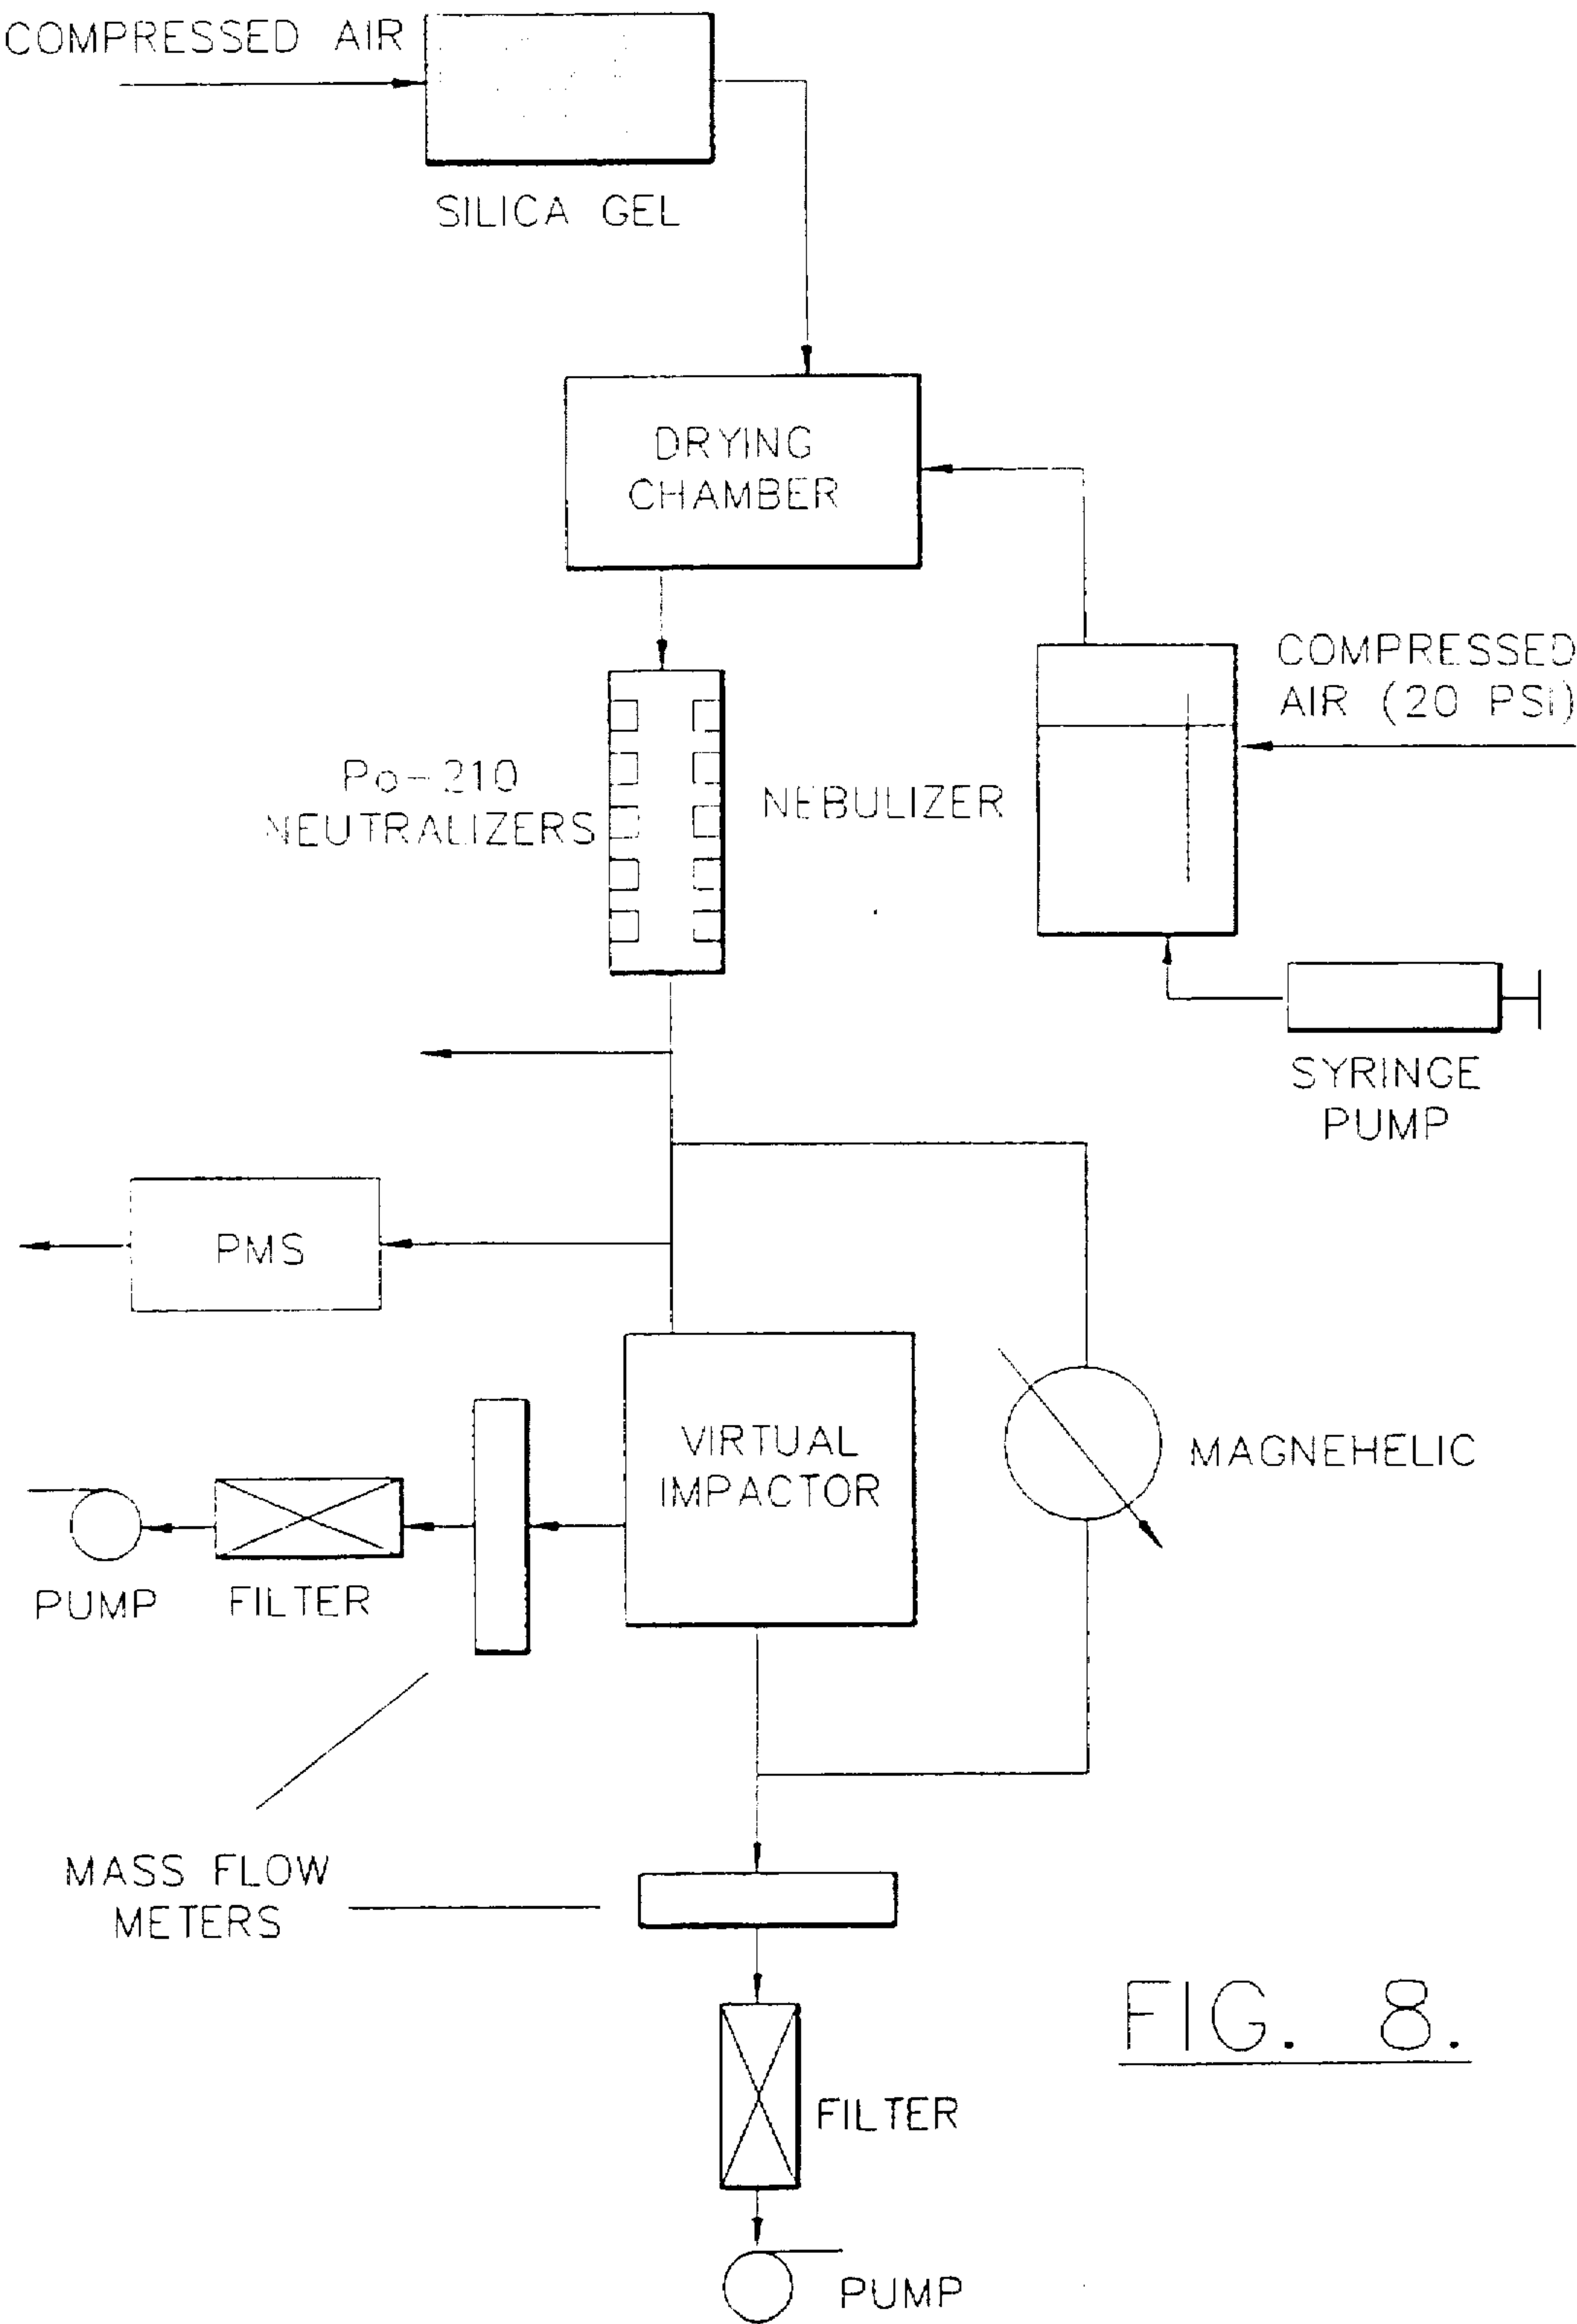 COMPRESSED AIR
SILICA GEL
DRYING
CHAMBER
COMPRESSED
AIR (20 PSI)
Po-210
NEUTRALIZERS
NEBULIZER
SYRINGE
PUMP
PMS
VIRTUAL
IMPACTOR
MAGNEHELIC
PUMP
FILTER
MASS FLOW
METERS
FIG. 8.
FILTER
PUMP